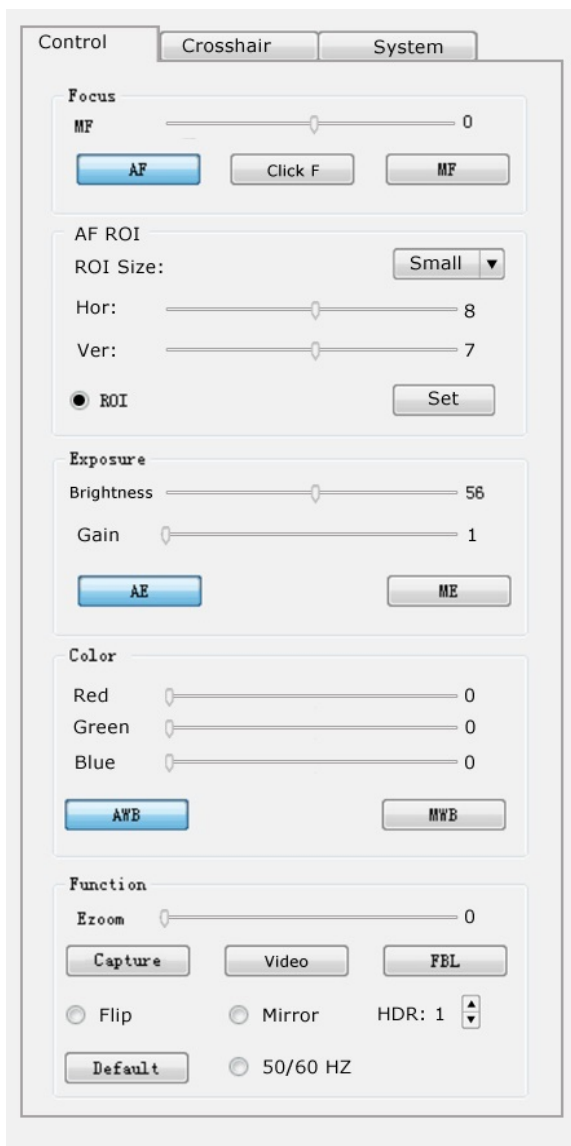 Control Crosshair System
Focus
MF 0
AF Click F MF
AF ROI
ROI Size: Small
Hor: 8
Ver: 7
ROI Set
Exposure
Brightness 56
Gain 1
AE ME
Color
Red 0
Green 0
Blue 0
AWB MWB
Function
Ezoom 0
Capture Video FBL
Flip Mirror HDR: 1
Default 50/60 HZ